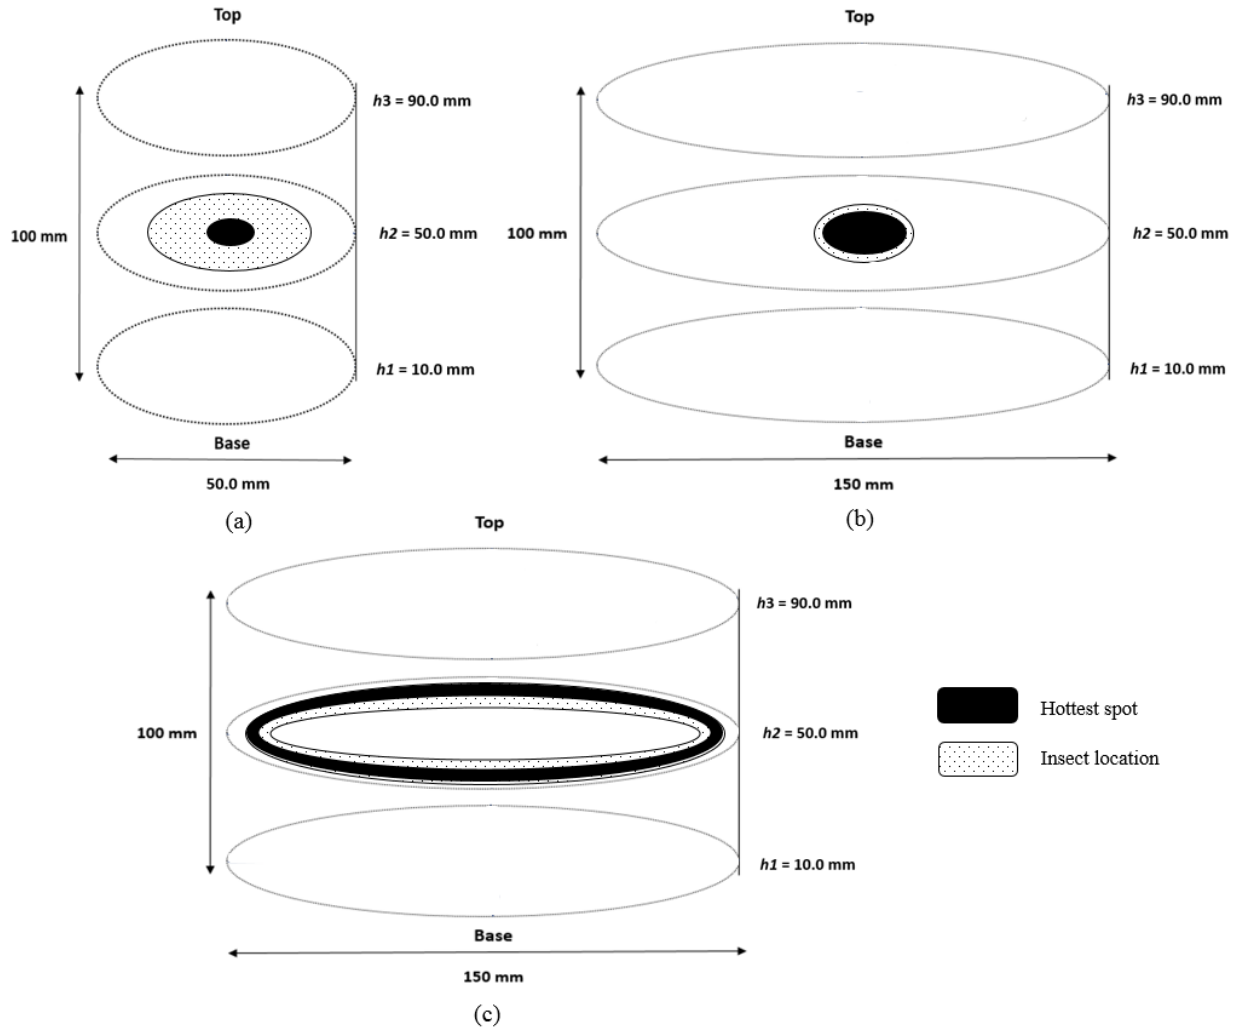 Top
h3 = 90.0 mm
100 mm
h2 = 50.0 mm
h1 = 10.0 mm
Base
50.0 mm
(a)
Top
h3 = 90.0 mm
100 mm
h2 = 50.0 mm
h1 = 10.0 mm
Base
150 mm
(b)
Top
h3 = 90.0 mm
100 mm
h2 = 50.0 mm
h1 = 10.0 mm
Base
150 mm
(c)
Hottest spot
Insect location